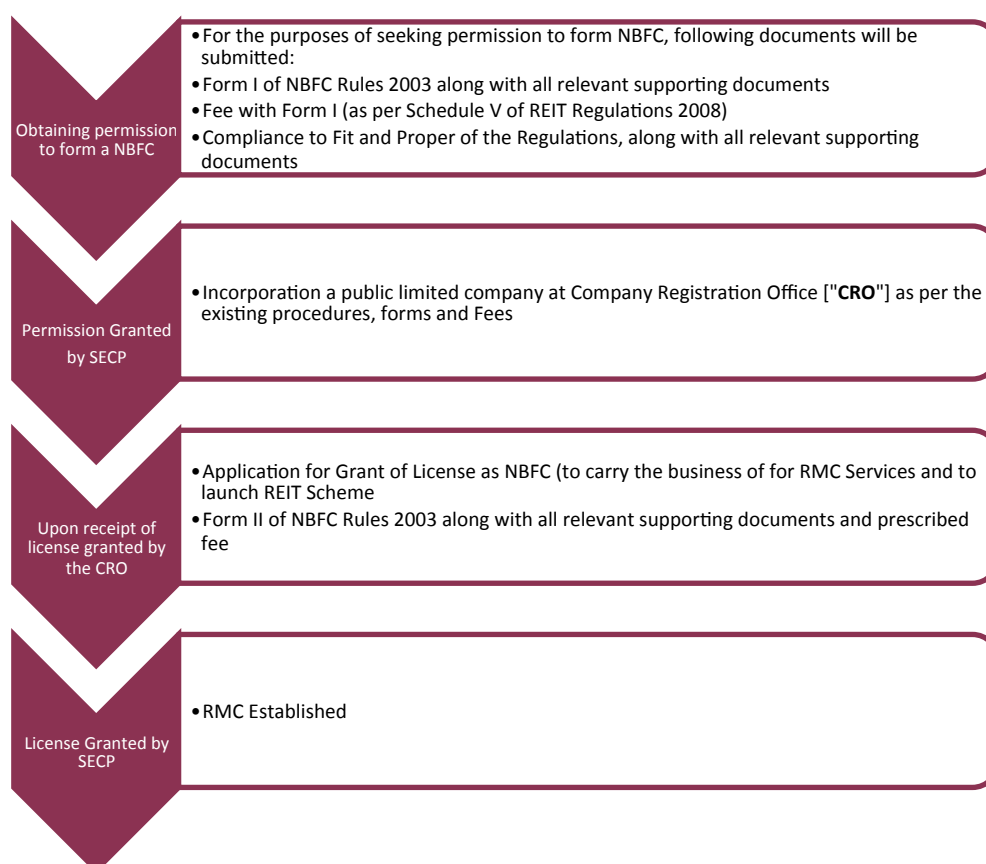 Obtaining permission
to form a NBFC
•For the purposes of seeking permission to form NBFC, following documents will be
submitted:
•Form I of NBFC Rules 2003 along with all relevant supporting documents
•Fee with Form I (as per Schedule V of REIT Regulations 2008)
•Compliance to Fit and Proper of the Regulations, along with all relevant supporting
documents
Permission Granted
by SECP
•Incorporation a public limited company at Company Registration Office ["CRO"] as per the
existing procedures, forms and Fees
Upon receipt of
license granted by
the CRO
•Application for Grant of License as NBFC (to carry the business of for RMC Services and to
launch REIT Scheme
•Form II of NBFC Rules 2003 along with all relevant supporting documents and prescribed
fee
License Granted by
SECP
•RMC Established